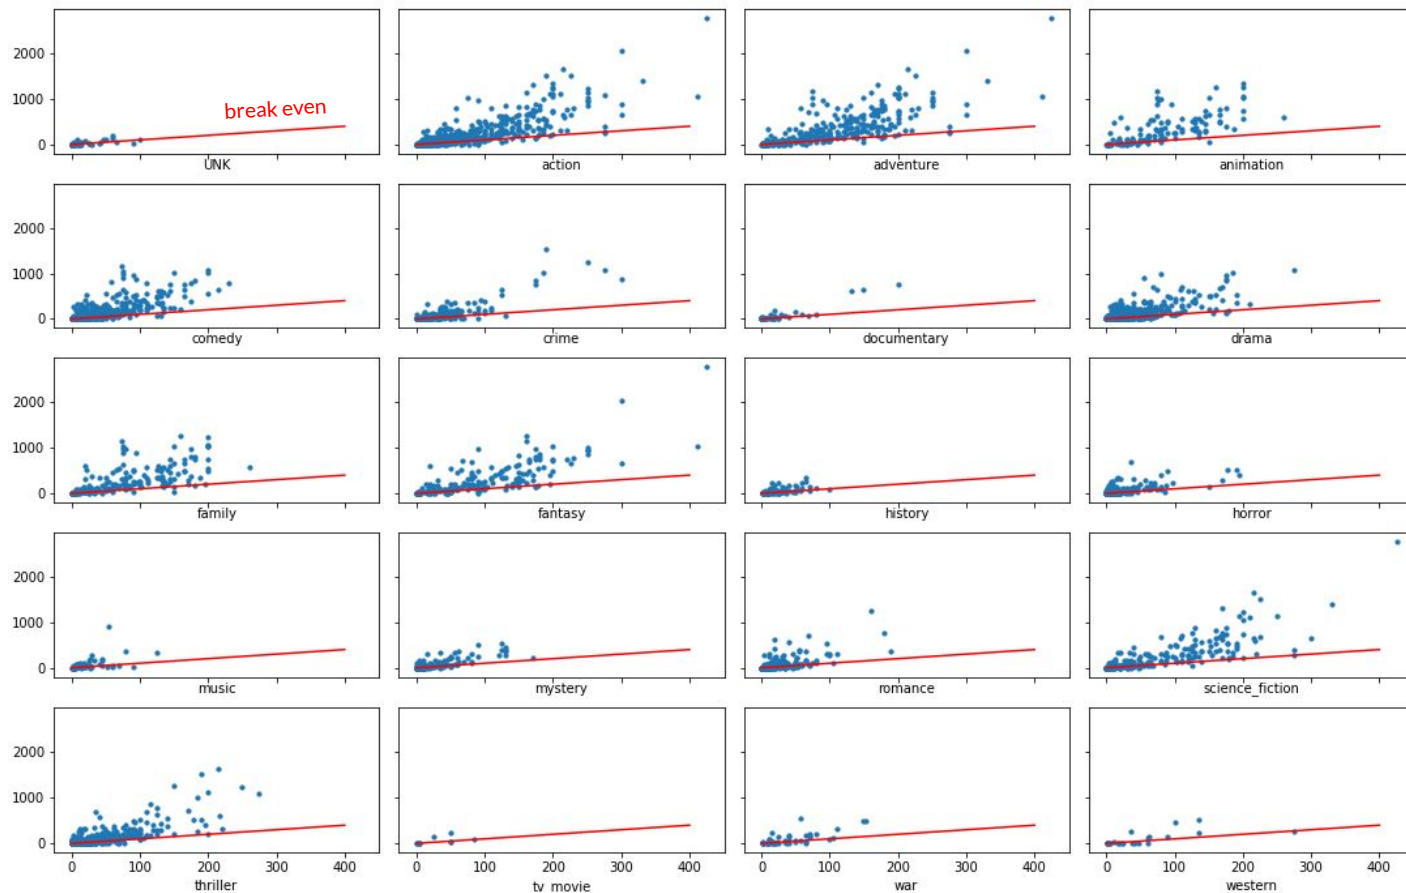 2000
1000
0
break even
UNK
action
adventure
animation
2000
1000
0
comedy
crime
documentary
drama
2000
1000
0
family
fantasy
history
horror
2000
1000
0
music
mystery
romance
science_fiction
2000
1000
0
0 100 200 300 400
0 100 200 300 400
0 100 200 300 400
0 100 200 300 400
thriller
tv_movie
war
western